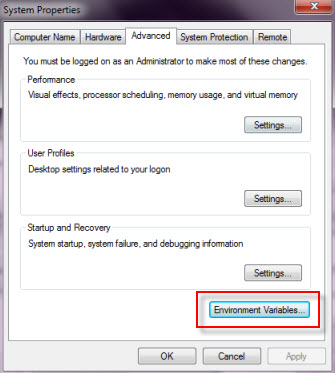 System Properties
Computer Name Hardware Advanced System Protection Remote
You must be logged on as an Administrator to make most of these changes.
Performance
Visual effects, processor scheduling, memory usage, and virtual memory
Settings...
User Profiles
Desktop settings related to your logon
Settings...
Startup and Recovery
System startup, system failure, and debugging information
Settings...
Environment Variables...
OK Cancel Apply